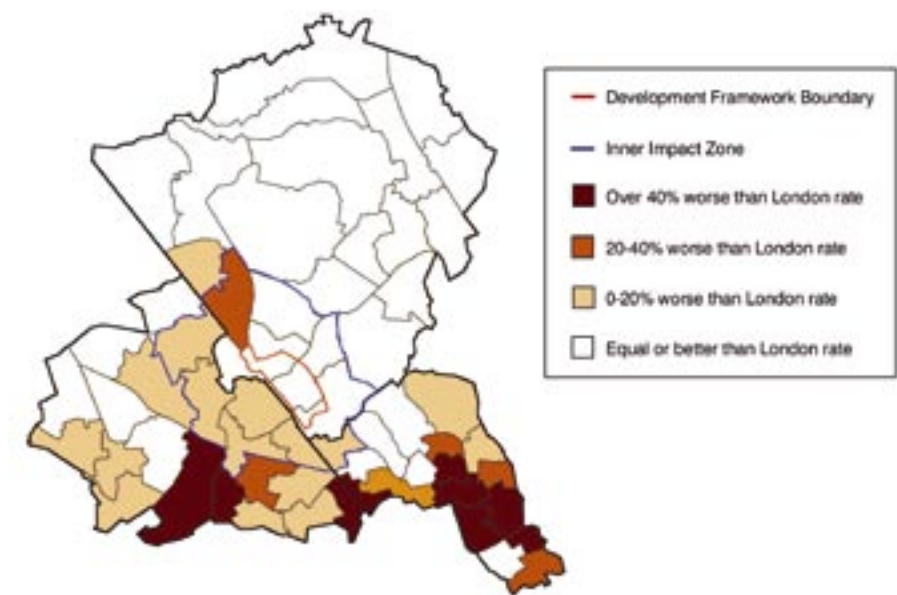 Development Framework Boundary
Inner Impact Zone
Over 40% worse than London rate
20-40% worse than London rate
0-20% worse than London rate
Equal or better than London rate